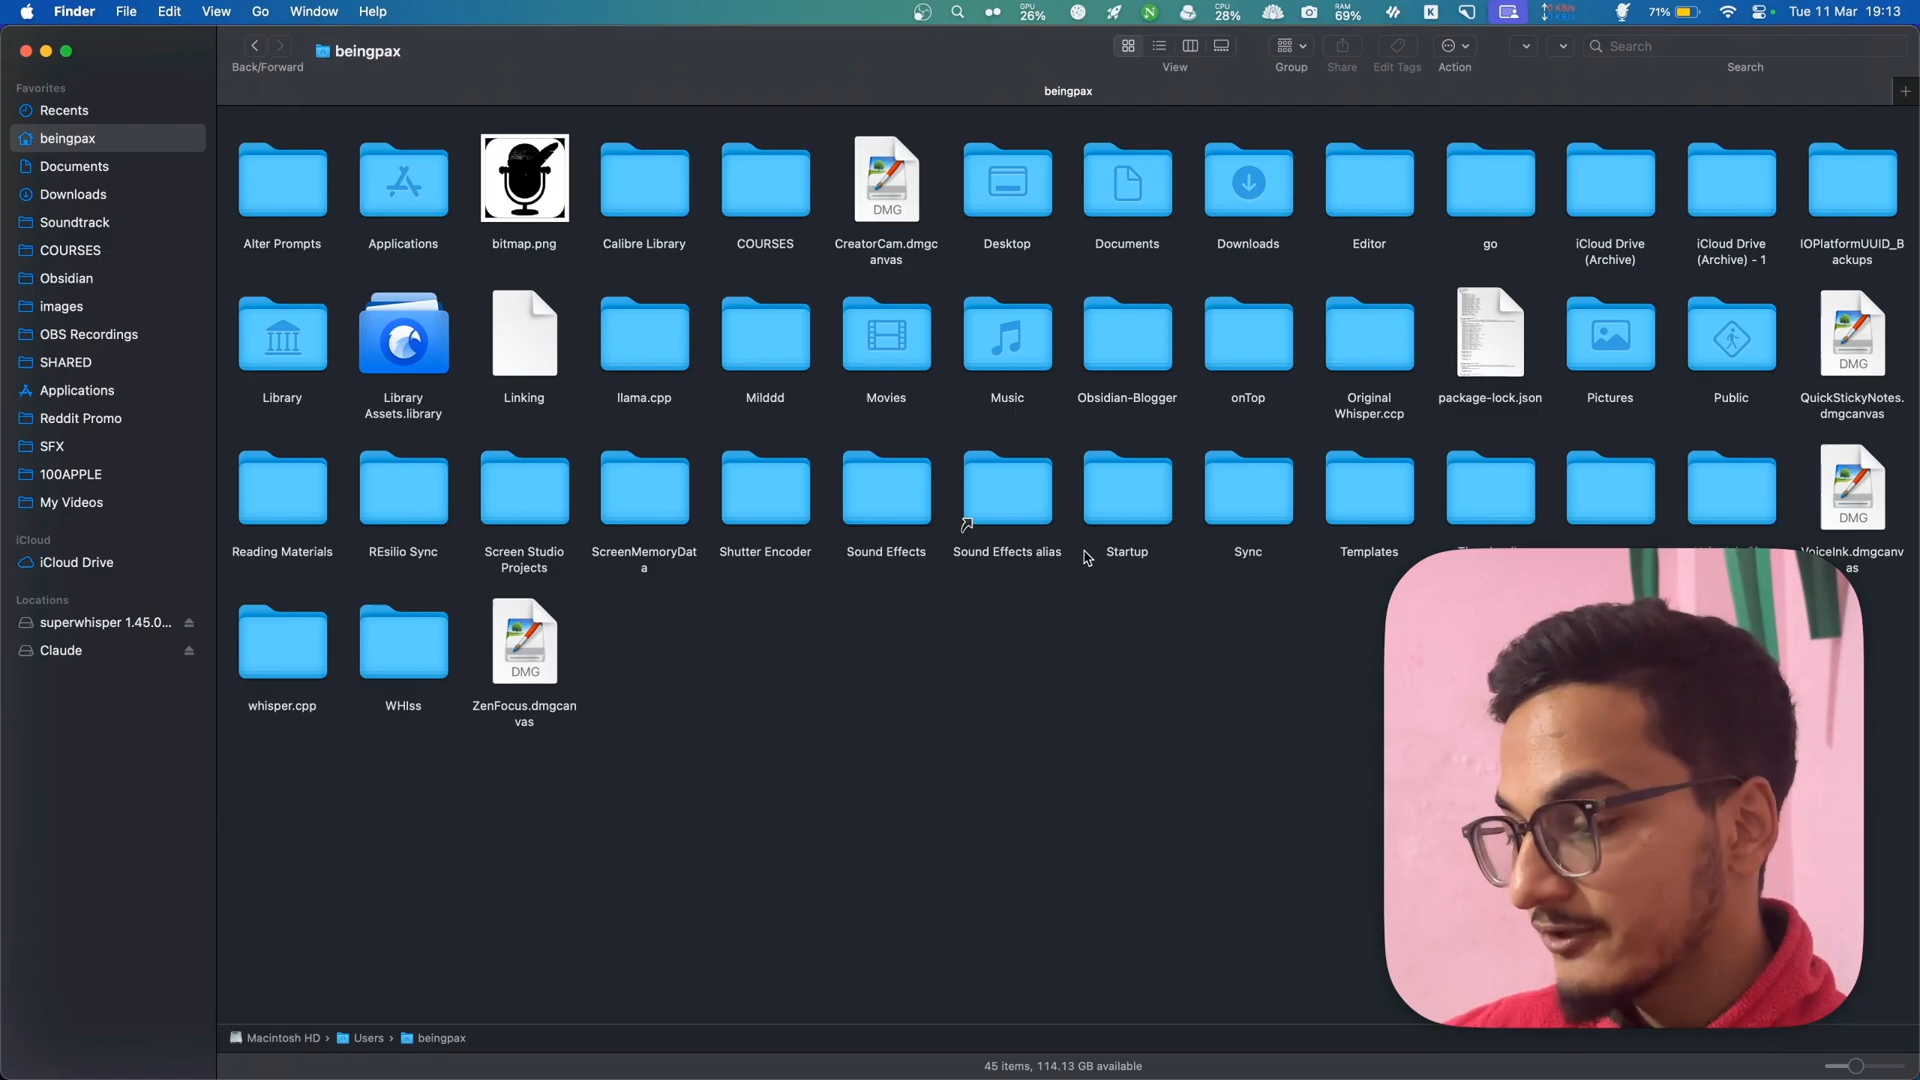 Finder File Edit View Go Window Help
GPU 26% CPU 28% RAM 69% 0 KB/s 0 KB/s 71% Tue 11 Mar 19:13
beingpax
Back/Forward View Group Share Edit Tags Action Search
Search
beingpax
Favorites
Recents
beingpax
Documents
Downloads
Soundtrack
COURSES
Obsidian
images
OBS Recordings
SHARED
Applications
Reddit Promo
SFX
100APPLE
My Videos
iCloud
iCloud Drive
Locations
superwhisper 1.45.0...
Claude
DMG
Alter Prompts Applications bitmap.png Calibre Library COURSES CreatorCam.dmgc Desktop Documents Downloads Editor go iCloud Drive iCloud Drive IOPlatformUUID_B
anvas (Archive) (Archive) - 1 ackups
DMG
Library Library Linking llama.cpp Milddd Movies Music Obsidian-Blogger onTop Original package-lock.json Pictures Public QuickStickyNotes.
Assets.library Whisper.ccp dmgcanvas
DMG
Reading Materials REsilio Sync Screen Studio ScreenMemoryDat Shutter Encoder Sound Effects Sound Effects alias Startup Sync Templates VoiceInk.dmgcanv
Projects a as
DMG
whisper.cpp WHIss ZenFocus.dmgcan
vas
Macintosh HD › Users › beingpax
45 items, 114.13 GB available